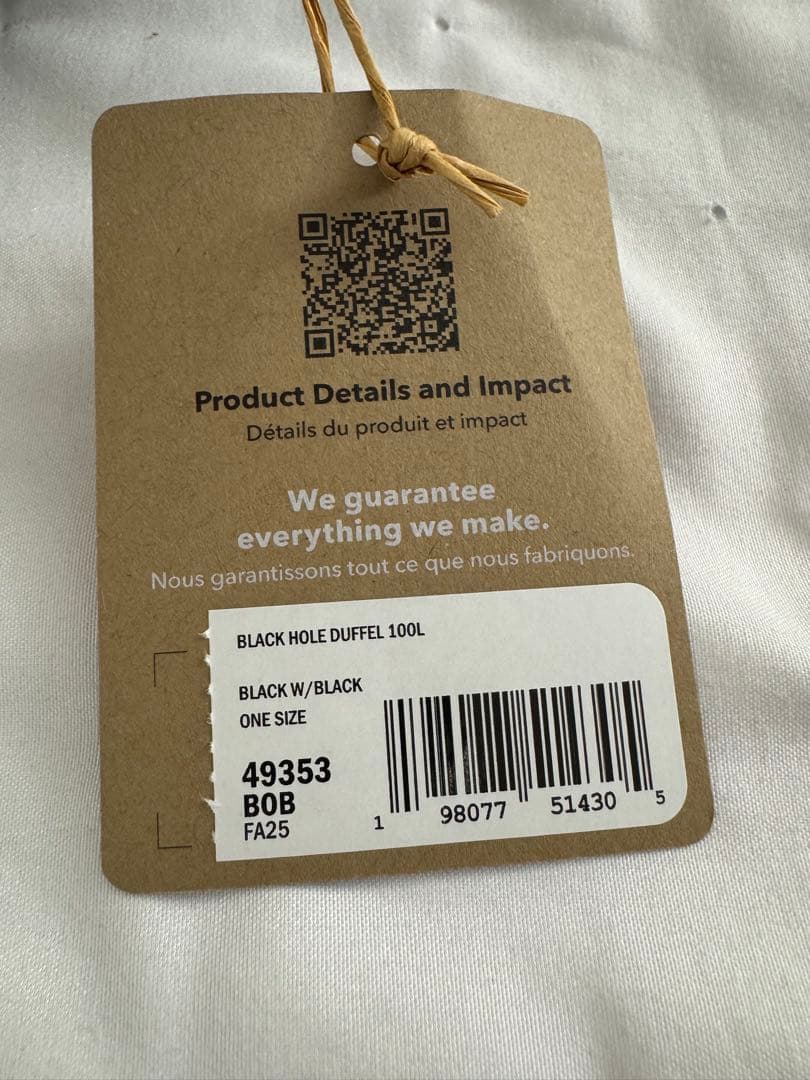 Product Details and Impact
Détails du produit et impact
We guarantee
everything we make.
Nous garantissons tout ce que nous fabriquons.
BLACK HOLE DUFFEL 100L
BLACK W/BLACK
ONE SIZE
49353
BOB
FA25
1 98077 51430 5